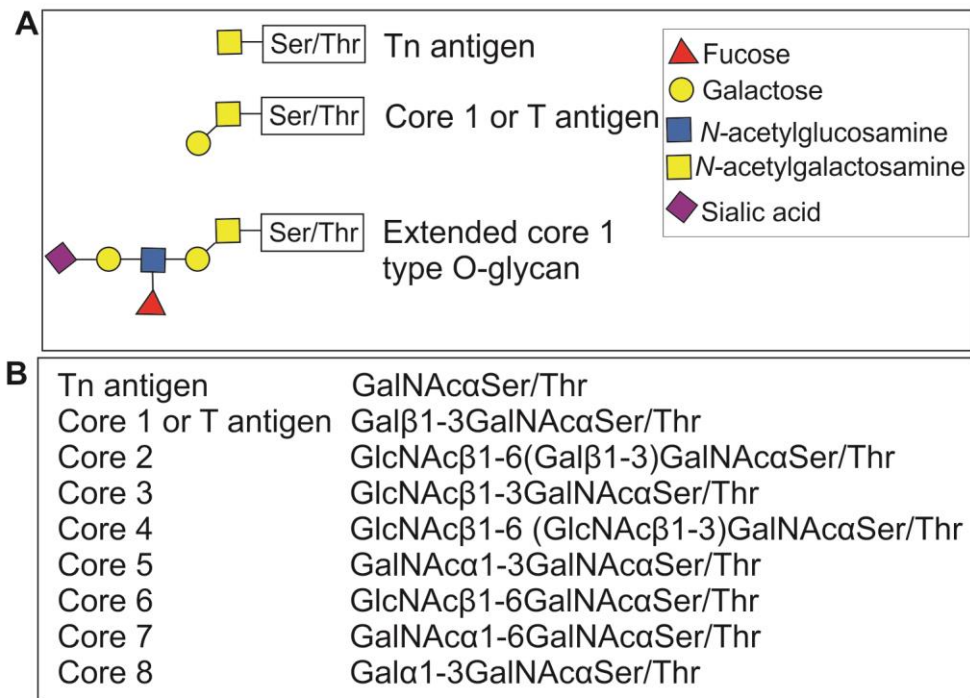 A
Ser/Thr Tn antigen
Ser/Thr Core 1 or T antigen
Ser/Thr Extended core 1
type O-glycan
Fucose
Galactose
N-acetylglucosamine
N-acetylgalactosamine
Sialic acid
B
Tn antigen GalNAcαSer/Thr
Core 1 or T antigen Galβ1-3GalNAcαSer/Thr
Core 2 GlcNAcβ1-6(Galβ1-3)GalNAcαSer/Thr
Core 3 GlcNAcβ1-3GalNAcαSer/Thr
Core 4 GlcNAcβ1-6 (GlcNAcβ1-3)GalNAcαSer/Thr
Core 5 GalNAcα1-3GalNAcαSer/Thr
Core 6 GlcNAcβ1-6GalNAcαSer/Thr
Core 7 GalNAcα1-6GalNAcαSer/Thr
Core 8 Galα1-3GalNAcαSer/Thr